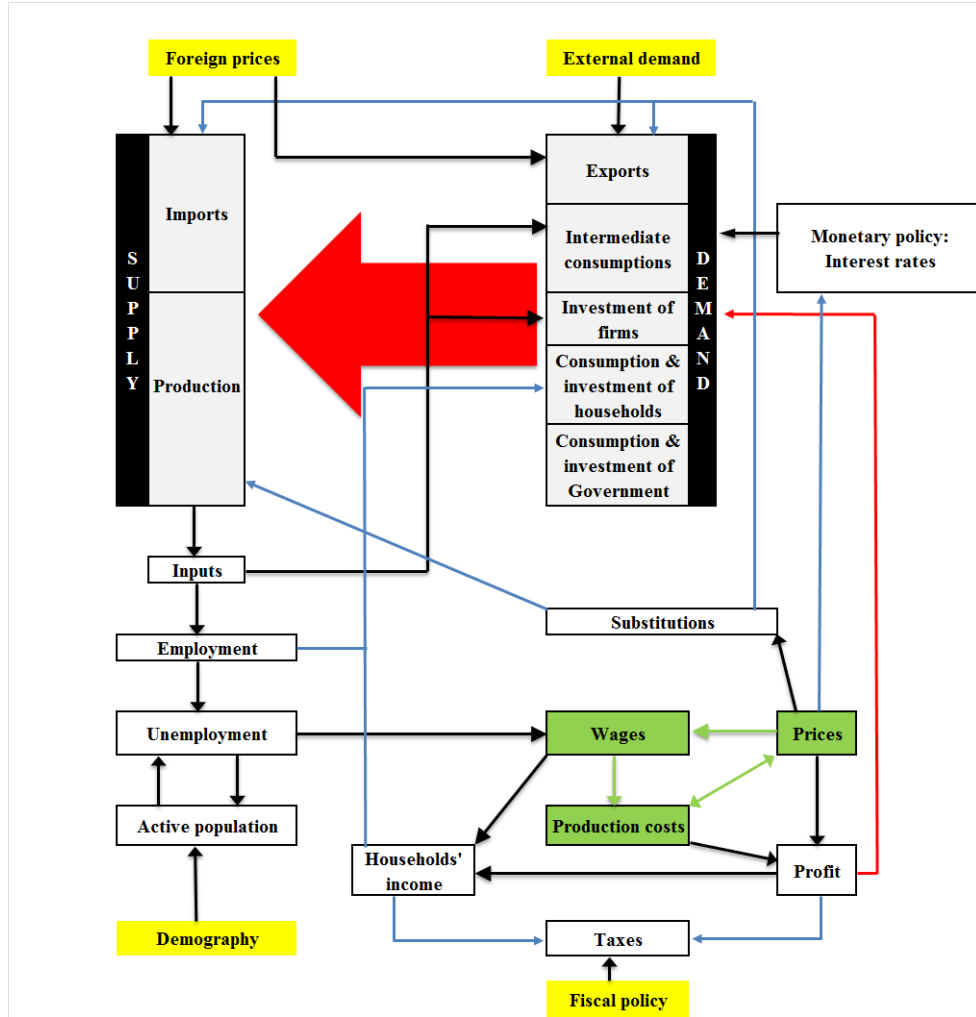 Foreign prices
External demand
SUPPLY
Imports
Production
Exports
Intermediate
consumptions
Investment of
firms
Consumption &
investment of
households
Consumption &
investment of
Government
DEMAND
Monetary policy:
Interest rates
Inputs
Substitutions
Employment
Unemployment
Wages
Prices
Active population
Production costs
Households'
income
Profit
Demography
Taxes
Fiscal policy